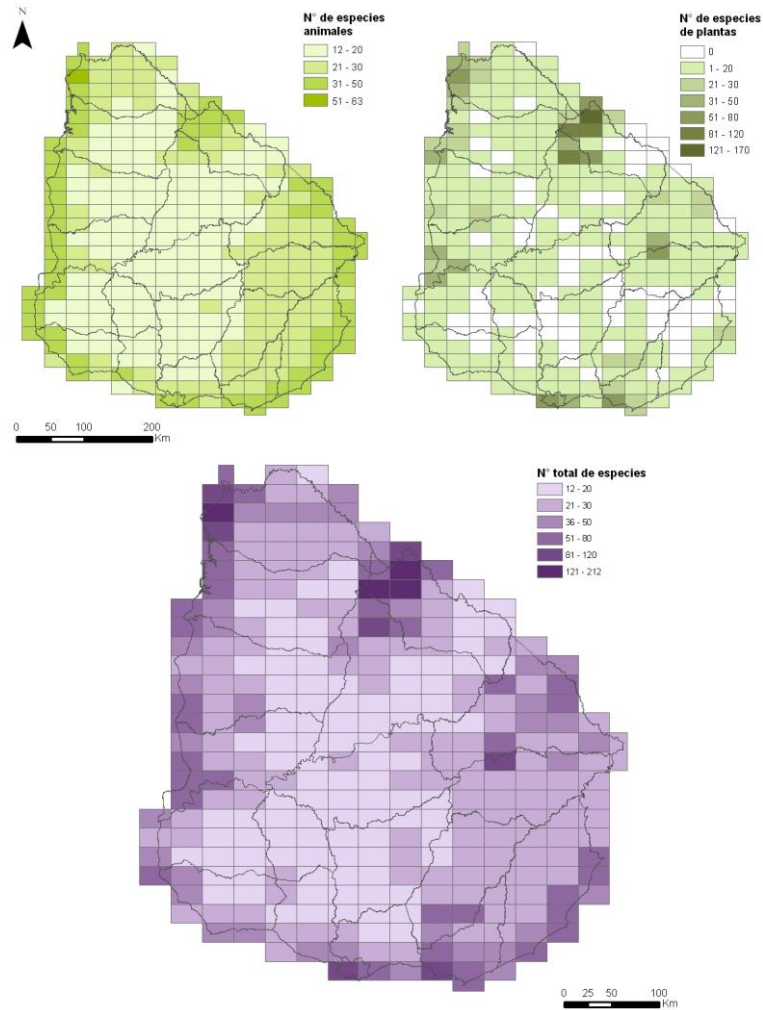 N
N° de especies
animales
12 - 20
21 - 30
31 - 50
51 - 63
N° de especies
de plantas
0
1 - 20
21 - 30
31 - 50
51 - 80
81 - 120
121 - 170
0 50 100 200
Km
N° total de especies
12 - 20
21 - 30
36 - 50
51 - 80
81 - 120
121 - 212
0 25 50 100
Km